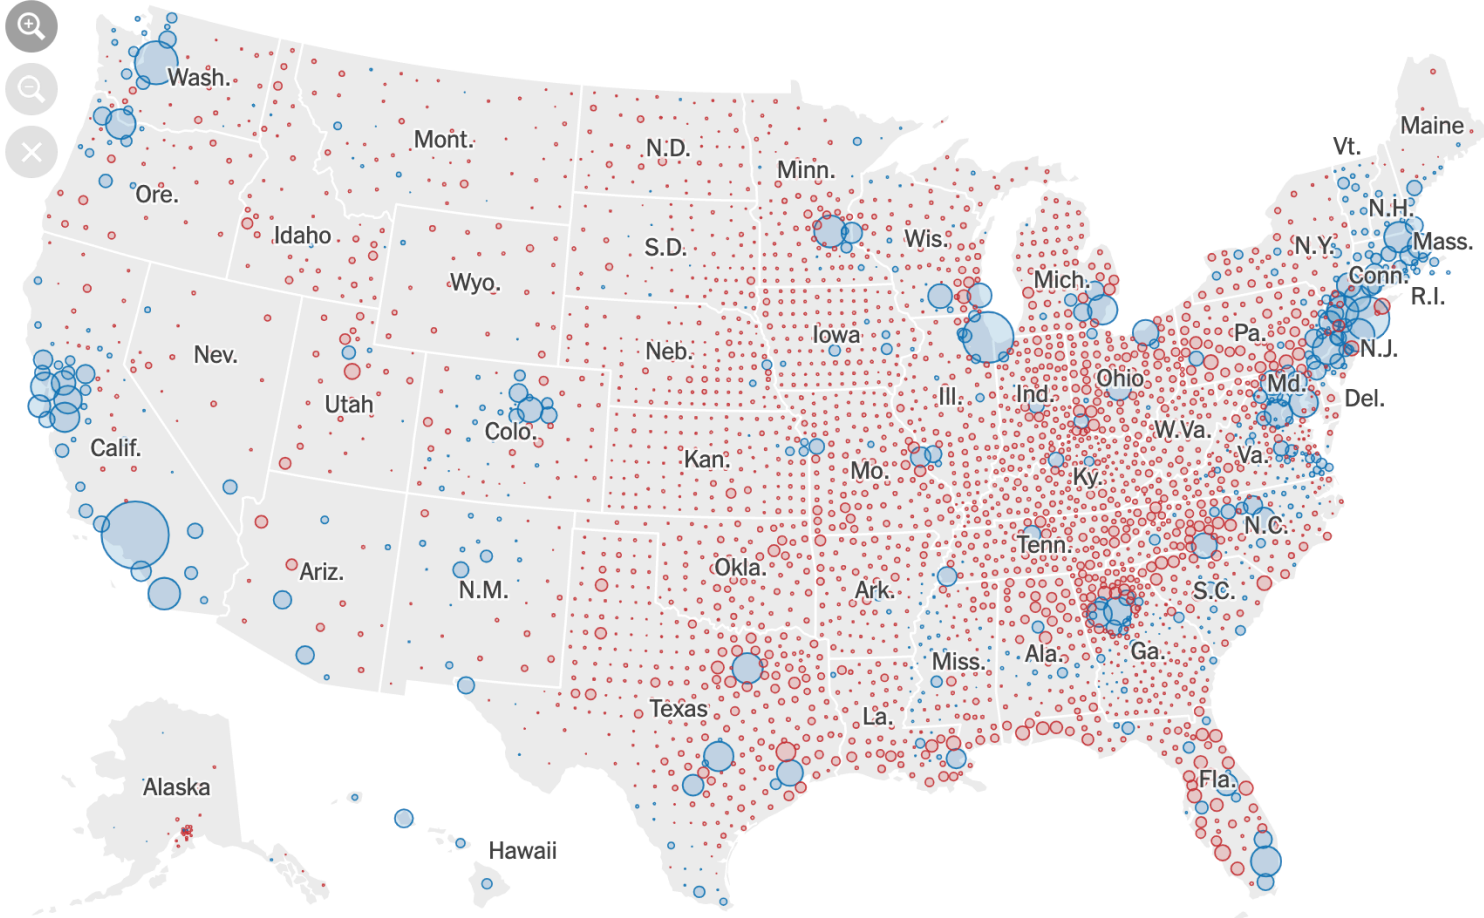 Wash.
Mont.
N.D.
Minn.
Vt.
Maine
Ore.
Idaho
S.D.
Wis.
Mich.
N.Y.
N.H.
Mass.
Conn.
R.I.
Wyo.
Nev.
Utah
Neb.
Iowa
Pa.
N.J.
Calif.
Colo.
Kan.
Mo.
Ill.
Ind.
Ohio
Md.
Del.
W.Va.
Va.
Ky.
Ariz.
N.M.
Okla.
Ark.
Tenn.
N.C.
S.C.
Texas
La.
Miss.
Ala.
Ga.
Fla.
Alaska
Hawaii